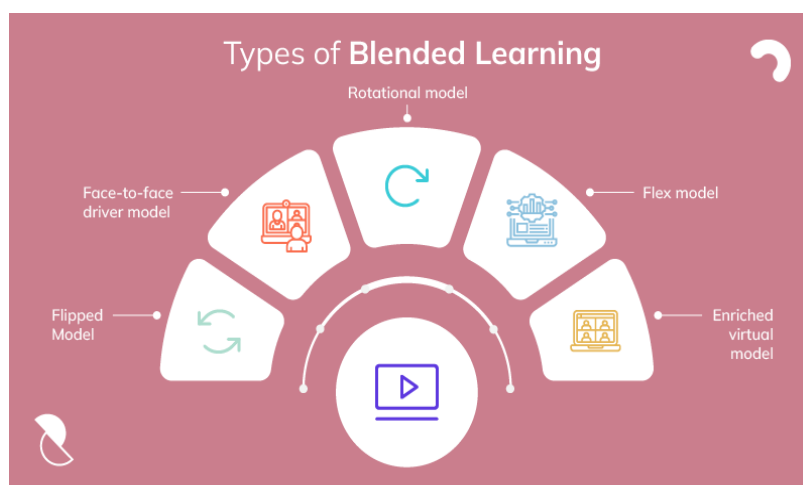 Types of Blended Learning
Rotational model
Face-to-face
driver model
Flex model
Flipped
Model
Enriched
virtual
model